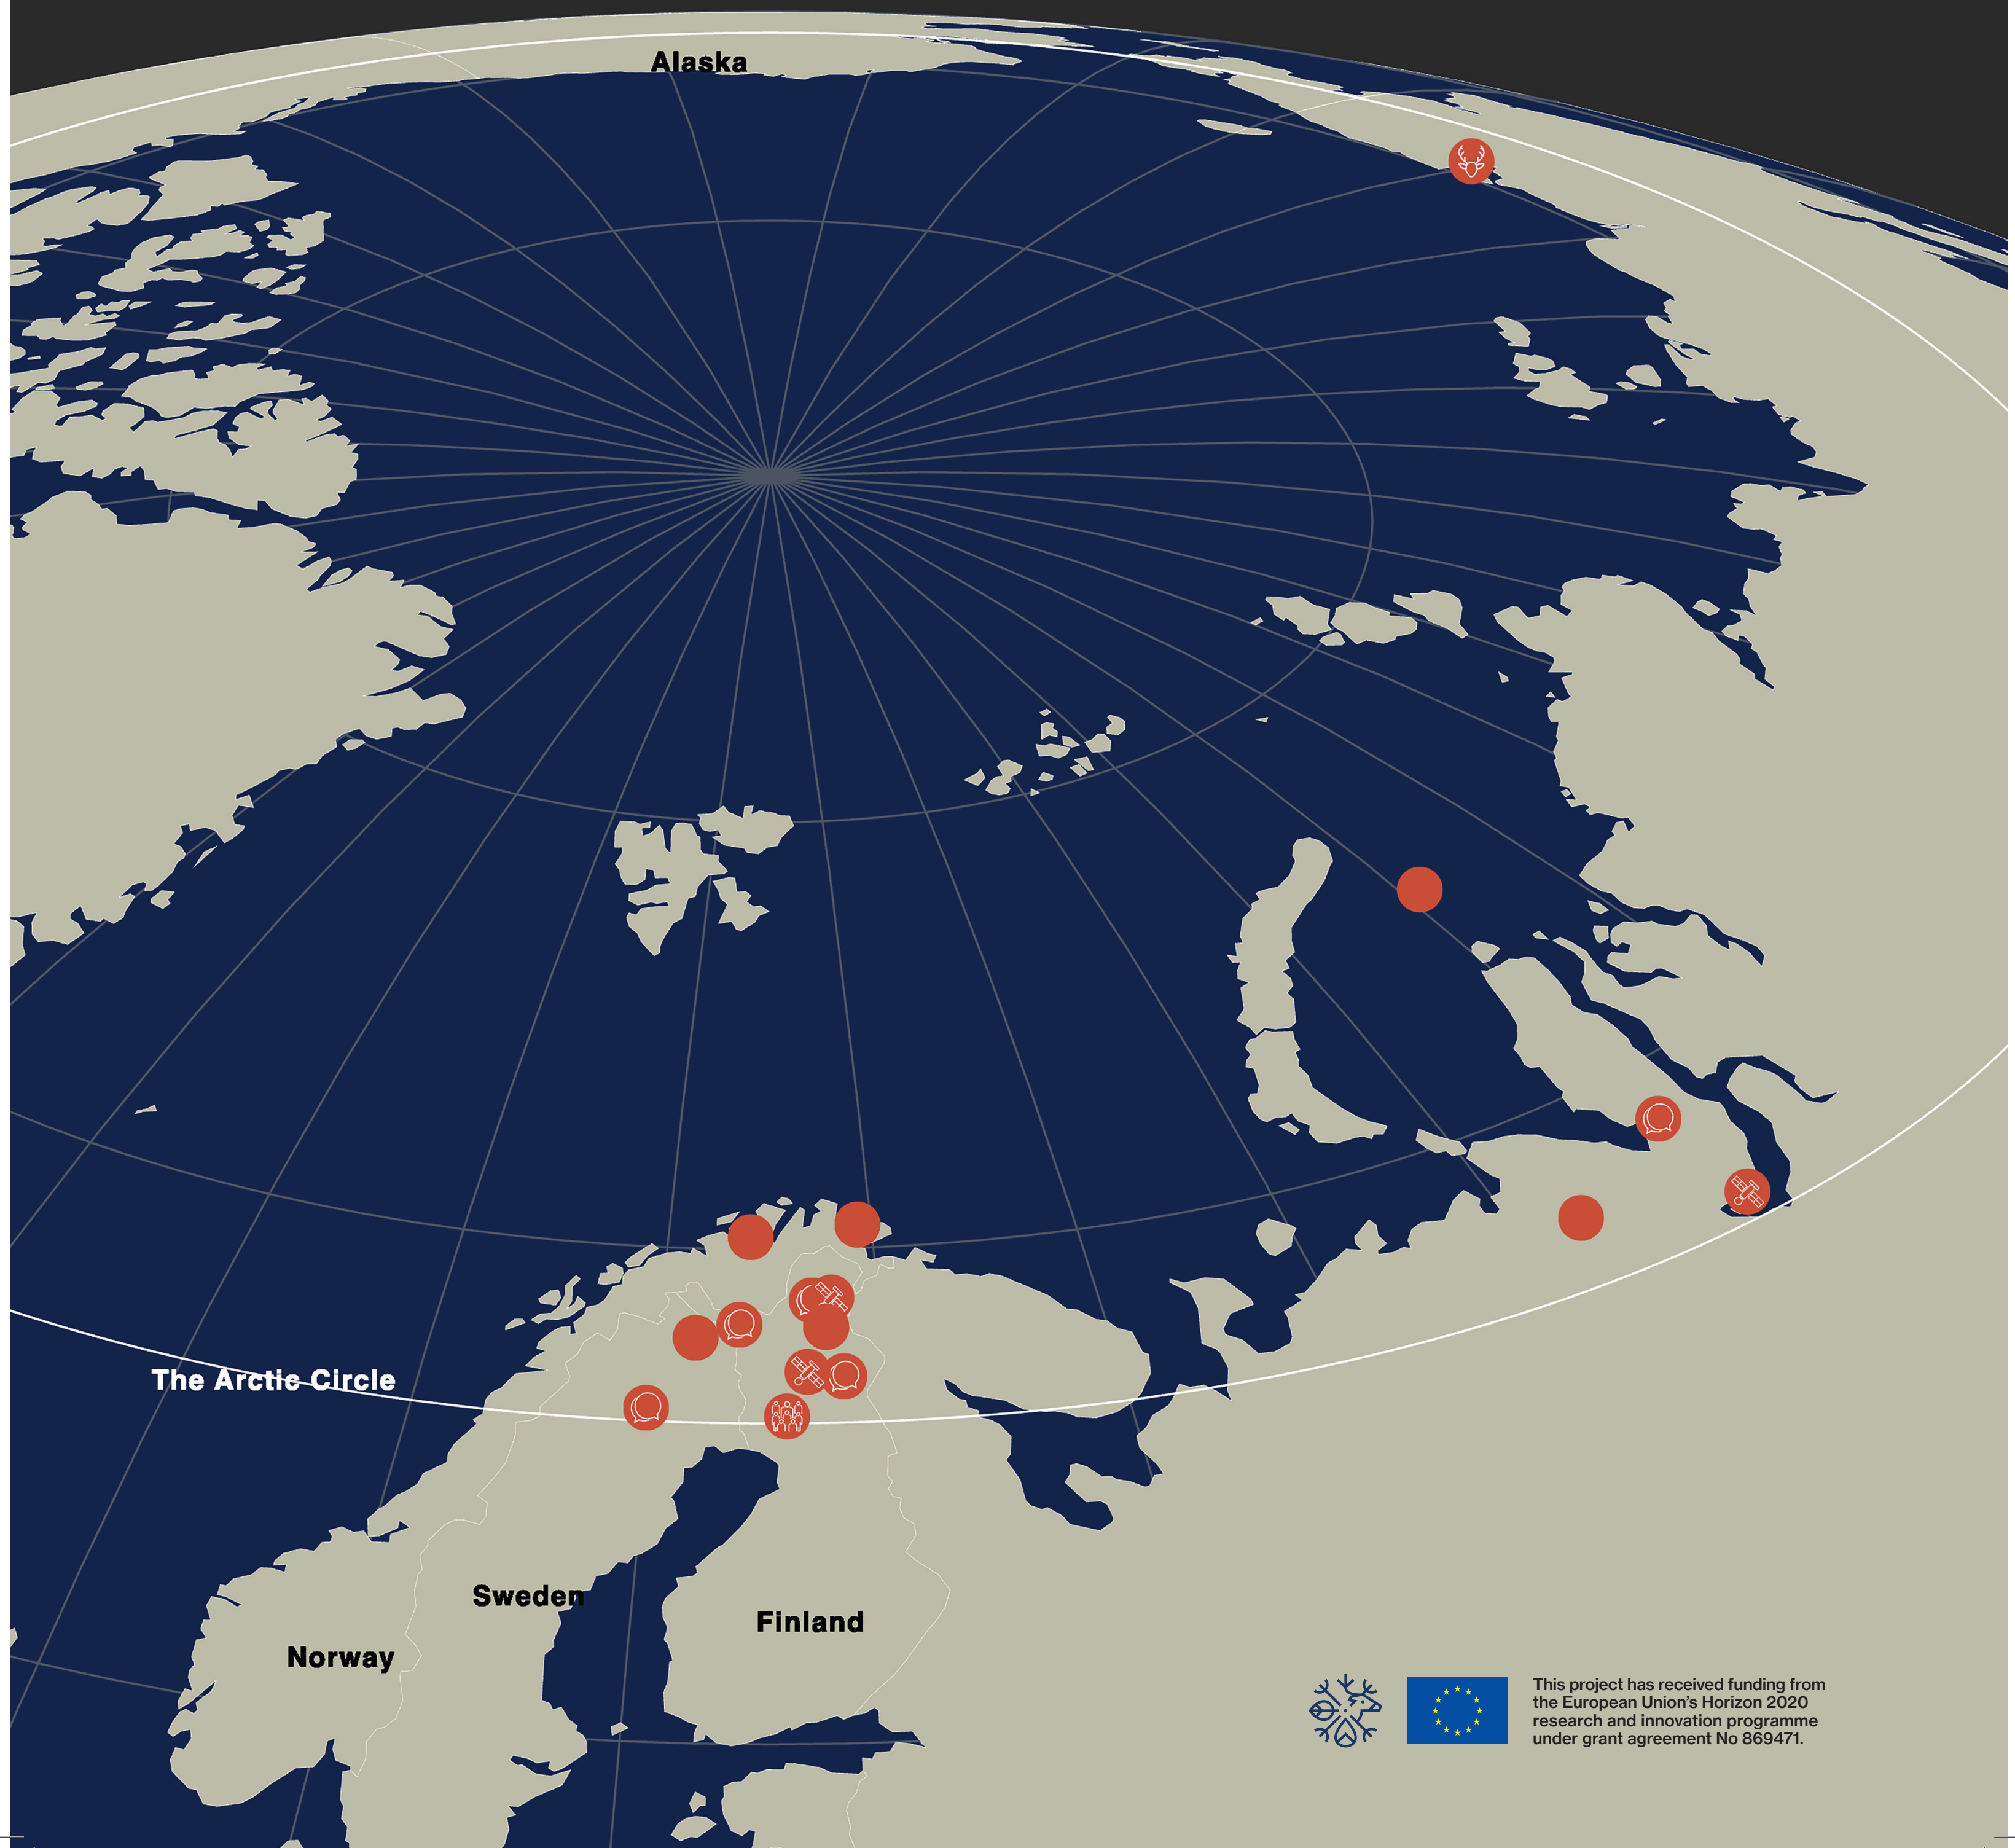 Alaska
The Arctic Circle
Sweden
Finland
Norway
This project has received funding from
the European Union's Horizon 2020
research and innovation programme
under grant agreement No 869471.